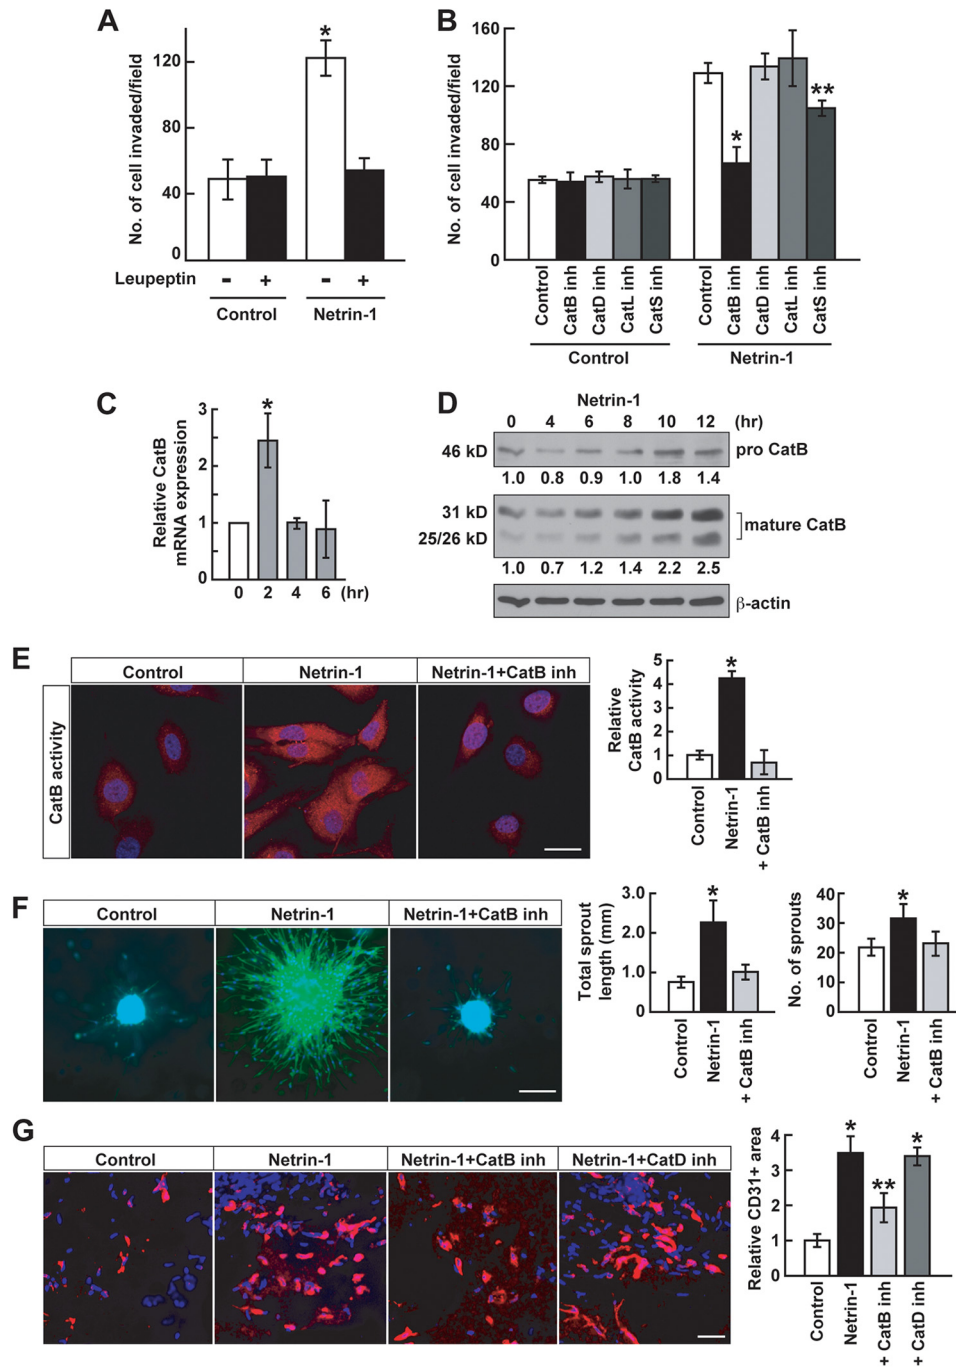 A
No. of cell invaded/field
120
80
40
0
*
Leupeptin - + - +
Control Netrin-1
B
No. of cell invaded/field
160
120
80
40
0
* **
Control CatB inh CatD inh CatL inh CatS inh Control CatB inh CatD inh CatL inh CatS inh
Control Netrin-1
C
Relative CatB
mRNA expression
3
2
1
0
*
0 2 4 6 (hr)
D
Netrin-1
0 4 6 8 10 12 (hr)
46 kD pro CatB
1.0 0.8 0.9 1.0 1.8 1.4
31 kD
25/26 kD
mature CatB
1.0 0.7 1.2 1.4 2.2 2.5
β-actin
E
Control Netrin-1 Netrin-1+CatB inh
CatB activity
Relative
CatB activity
5
4
3
2
1
0
*
Control Netrin-1 + CatB inh
F
Control Netrin-1 Netrin-1+CatB inh
Total sprout
length (mm)
3.0
2.0
1.0
0
*
Control Netrin-1 + CatB inh
No. of sprouts
40
30
20
10
0
*
Control Netrin-1 + CatB inh
G
Control Netrin-1 Netrin-1+CatB inh Netrin-1+CatD inh
Relative CD31+ area
4
3
2
1
0
* ** *
Control Netrin-1 + CatB inh + CatD inh